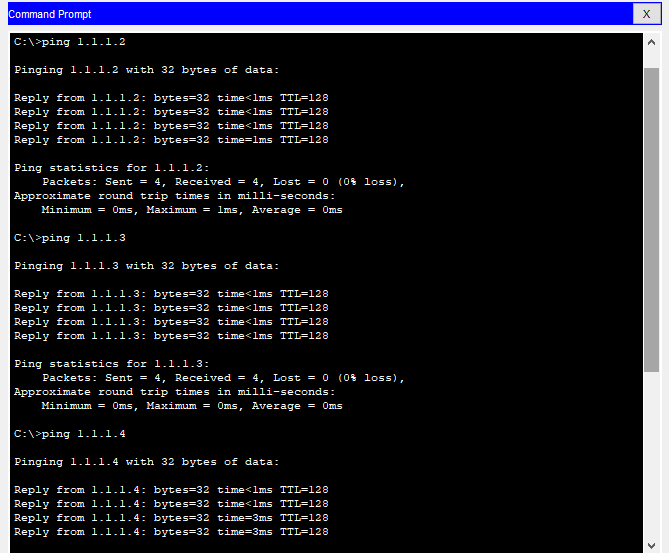 Command Prompt
X
C:\>ping 1.1.1.2
Pinging 1.1.1.2 with 32 bytes of data:
Reply from 1.1.1.2: bytes=32 time<1ms TTL=128
Reply from 1.1.1.2: bytes=32 time<1ms TTL=128
Reply from 1.1.1.2: bytes=32 time<1ms TTL=128
Reply from 1.1.1.2: bytes=32 time=1ms TTL=128
Ping statistics for 1.1.1.2:
Packets: Sent = 4, Received = 4, Lost = 0 (0% loss),
Approximate round trip times in milli-seconds:
Minimum = 0ms, Maximum = 1ms, Average = 0ms
C:\>ping 1.1.1.3
Pinging 1.1.1.3 with 32 bytes of data:
Reply from 1.1.1.3: bytes=32 time<1ms TTL=128
Reply from 1.1.1.3: bytes=32 time<1ms TTL=128
Reply from 1.1.1.3: bytes=32 time<1ms TTL=128
Reply from 1.1.1.3: bytes=32 time<1ms TTL=128
Ping statistics for 1.1.1.3:
Packets: Sent = 4, Received = 4, Lost = 0 (0% loss),
Approximate round trip times in milli-seconds:
Minimum = 0ms, Maximum = 0ms, Average = 0ms
C:\>ping 1.1.1.4
Pinging 1.1.1.4 with 32 bytes of data:
Reply from 1.1.1.4: bytes=32 time<1ms TTL=128
Reply from 1.1.1.4: bytes=32 time<1ms TTL=128
Reply from 1.1.1.4: bytes=32 time=3ms TTL=128
Reply from 1.1.1.4: bytes=32 time=3ms TTL=128